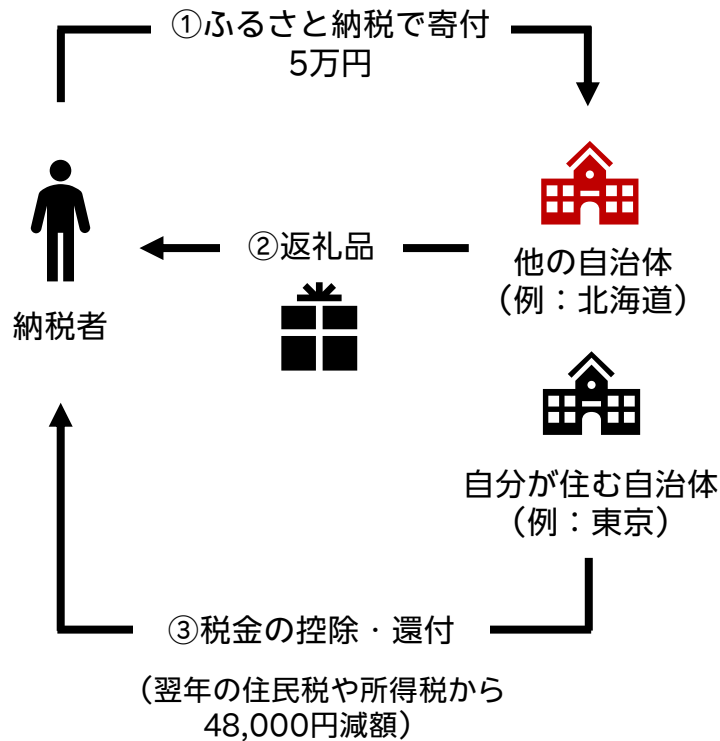 ①ふるさと納税で寄付
5万円
②返礼品
納税者
他の自治体
（例：北海道）
自分が住む自治体
（例：東京）
③税金の控除・還付
（翌年の住民税や所得税から
48,000円減額）